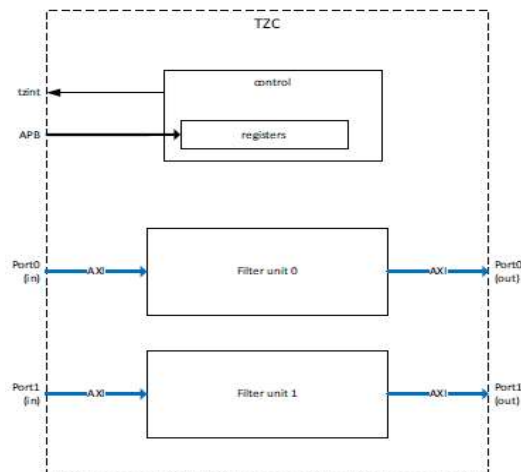 TZC
control
tzint
APB
registers
Port0
(in)
AXI
Filter unit 0
AXI
Port0
(out)
Port1
(in)
AXI
Filter unit 1
AXI
Port1
(out)